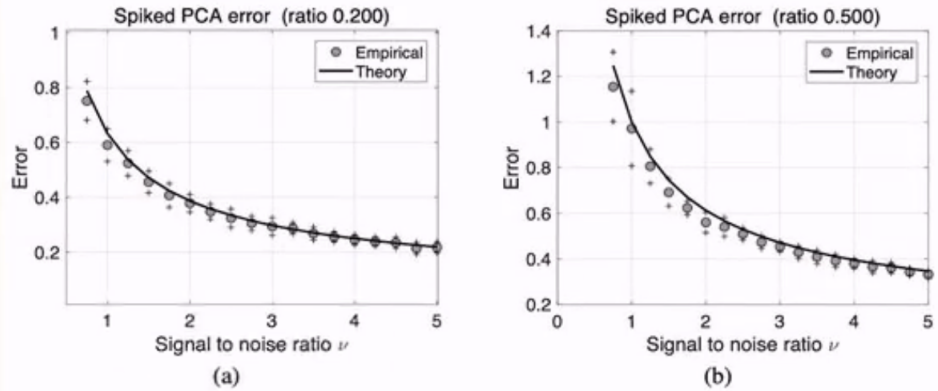 Spiked PCA error (ratio 0.200)
1
0.8
0.6
0.4
0.2
Error
Empirical
Theory
1 2 3 4 5
Signal to noise ratio ν
(a)
Spiked PCA error (ratio 0.500)
1.4
1.2
1
0.8
0.6
0.4
0.2
Error
Empirical
Theory
0 1 2 3 4 5
Signal to noise ratio ν
(b)